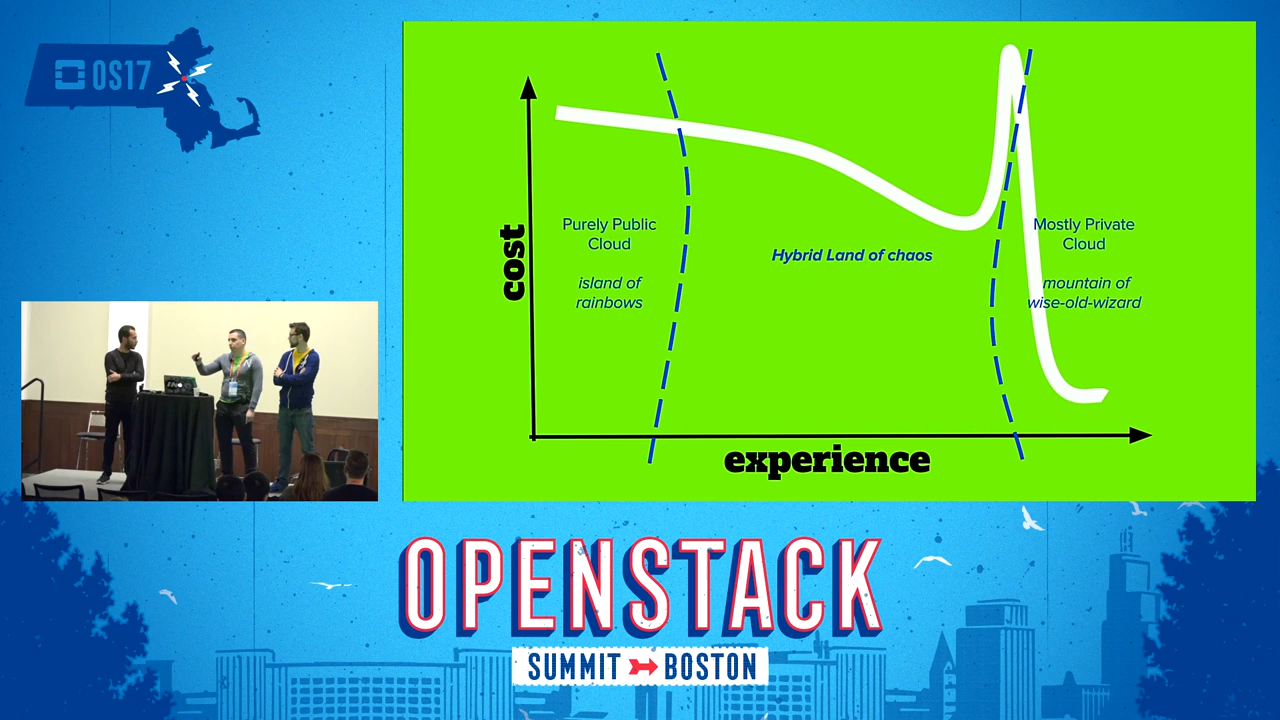 OS17
cost
Purely Public
Cloud
island of
rainbows
Hybrid Land of chaos
Mostly Private
Cloud
mountain of
wise-old-wizard
experience
OPENSTACK
SUMMIT BOSTON